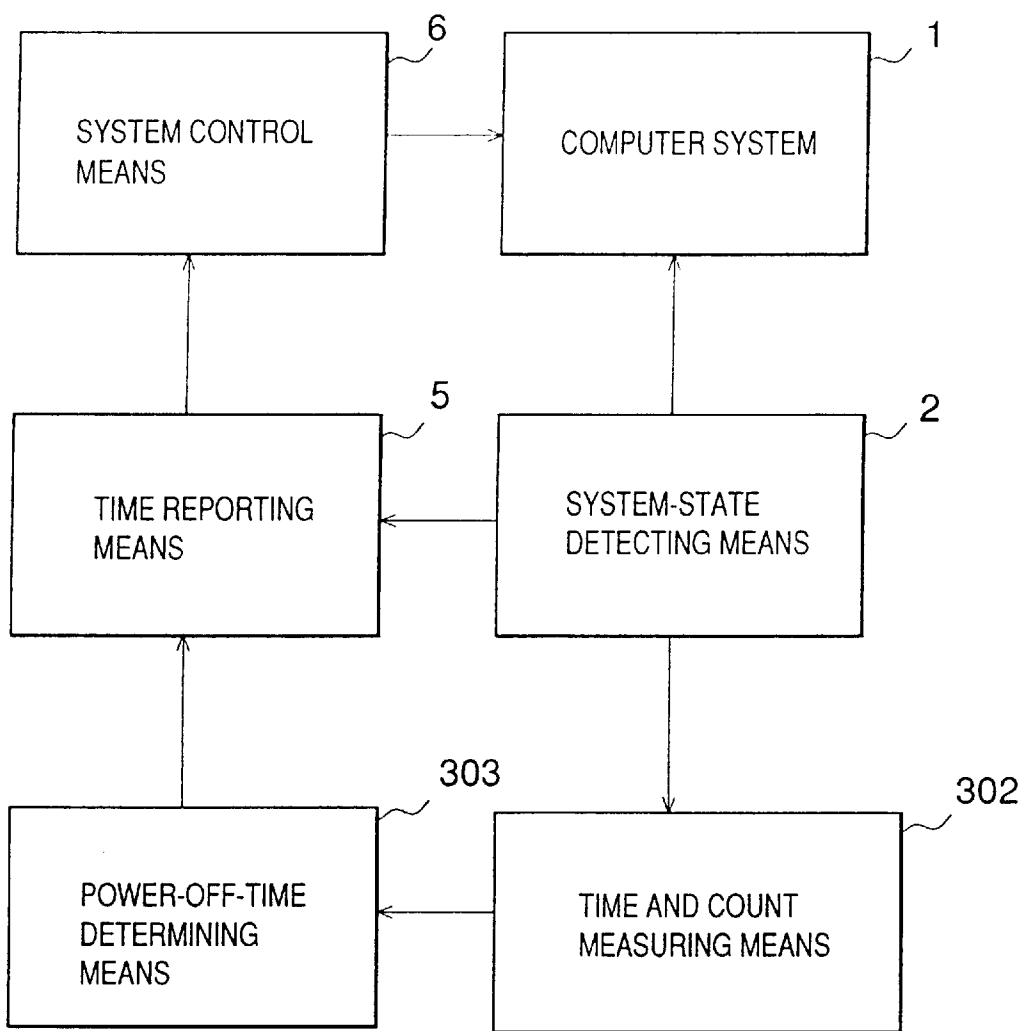 6
1
SYSTEM CONTROL
MEANS
COMPUTER SYSTEM
5
2
TIME REPORTING
MEANS
SYSTEM-STATE
DETECTING MEANS
303
302
POWER-OFF-TIME
DETERMINING
MEANS
TIME AND COUNT
MEASURING MEANS